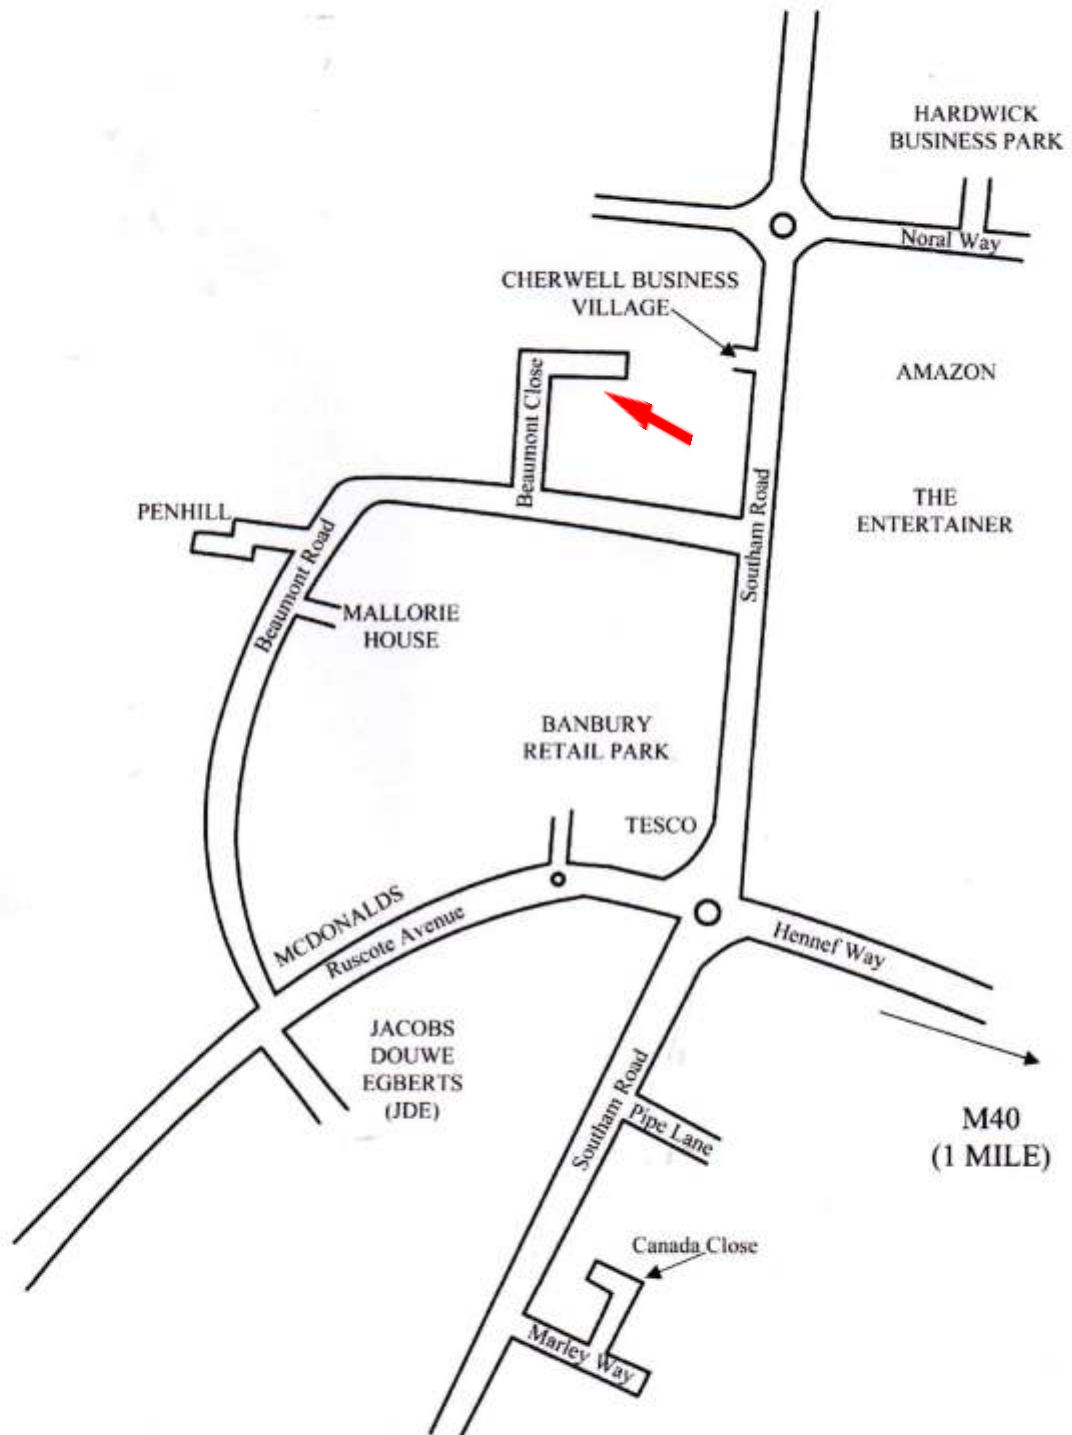 HARDWICK
BUSINESS PARK
Noral Way
CHERWELL BUSINESS
VILLAGE
AMAZON
Beaumont Close
PENHILL
THE
ENTERTAINER
Southam Road
Beaumont Road
MALLORIE
HOUSE
BANBURY
RETAIL PARK
TESCO
MCDONALDS
Ruscote Avenue
Hennef Way
JACOBS
DOUWE
EGBERTS
(JDE)
Southam Road
Pipe Lane
M40
(1 MILE)
Canada Close
Marley Way